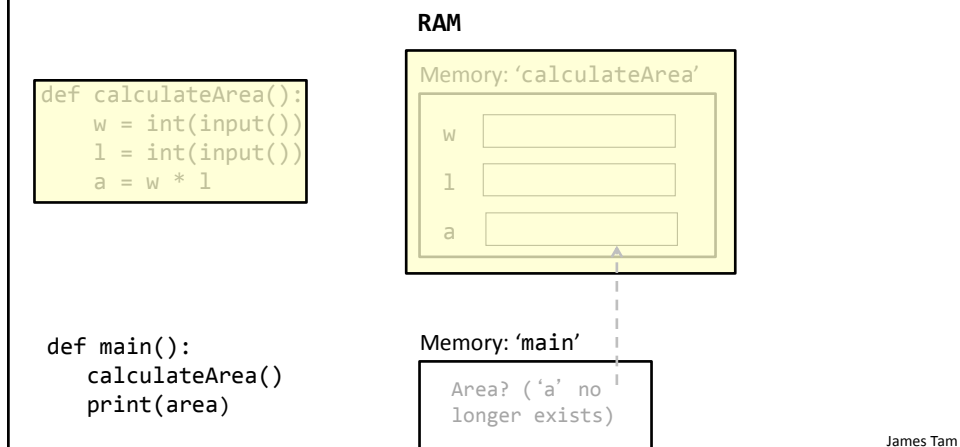 RAM
def calculateArea():
w = int(input())
l = int(input())
a = w * l
Memory: ‘calculateArea’
w
l
a
def main():
calculateArea()
print(area)
Memory: ‘main’
Area? (‘a’ no
longer exists)
James Tam